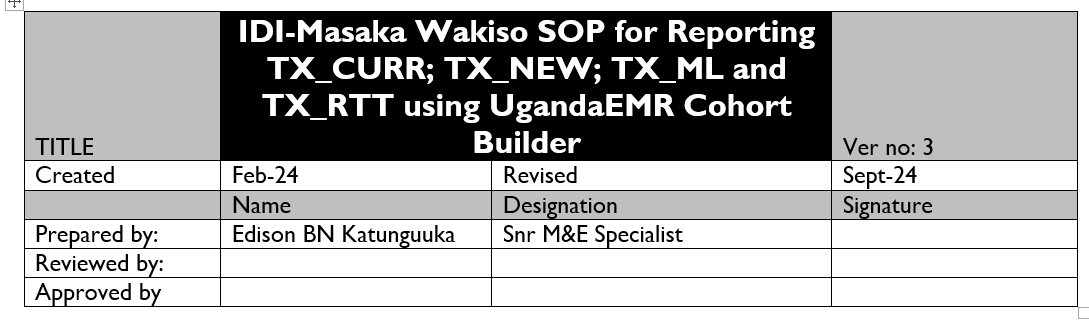 IDI-Masaka Wakiso SOP for Reporting
TX_CURR; TX_NEW; TX_ML and
TX_RTT using UgandaEMR Cohort
Builder
TITLE
Ver no: 3
Created
Feb-24
Revised
Sept-24
Name
Designation
Signature
Prepared by:
Edison BN Katunguuka
Snr M&E Specialist
Reviewed by:
Approved by